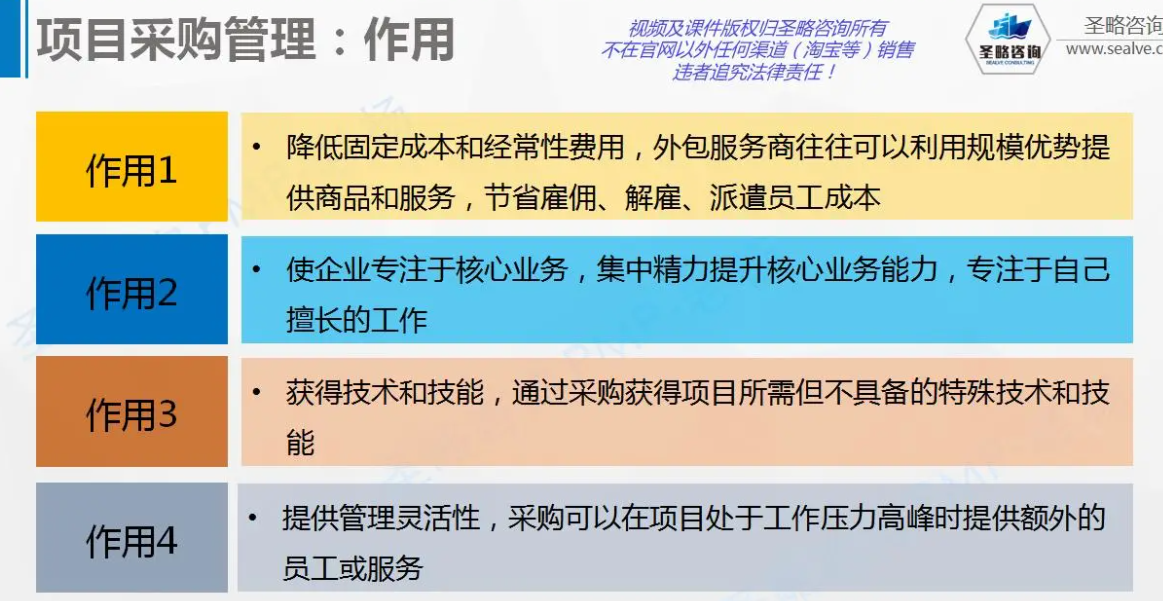 项目采购管理：作用
视频及课件版权归圣略咨询所有
不在官网以外任何渠道（淘宝等）销售
违者追究法律责任！
圣略咨询
SEALVE CONSULTING
圣略咨询
www.sealve.c
作用1
• 降低固定成本和经常性费用，外包服务商往往可以利用规模优势提
供商品和服务，节省雇佣、解雇、派遣员工成本
作用2
• 使企业专注于核心业务，集中精力提升核心业务能力，专注于自己
擅长的工作
作用3
• 获得技术和技能，通过采购获得项目所需但不具备的特殊技术和技
能
作用4
• 提供管理灵活性，采购可以在项目处于工作压力高峰时提供额外的
员工或服务